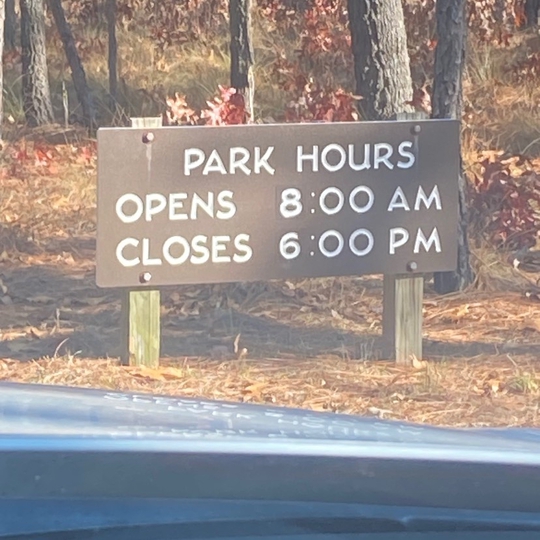 PARK HOURS
OPENS 8:00 AM
CLOSES 6:00 PM